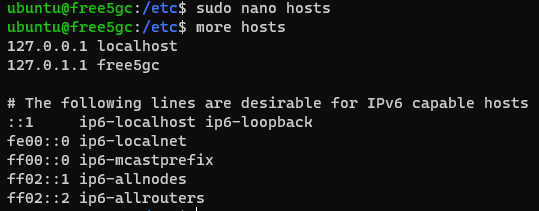 ubuntu@free5gc:/etc$ sudo nano hosts
ubuntu@free5gc:/etc$ more hosts
127.0.0.1 localhost
127.0.1.1 free5gc
# The following lines are desirable for IPv6 capable hosts
::1     ip6-localhost ip6-loopback
fe00::0 ip6-localnet
ff00::0 ip6-mcastprefix
ff02::1 ip6-allnodes
ff02::2 ip6-allrouters